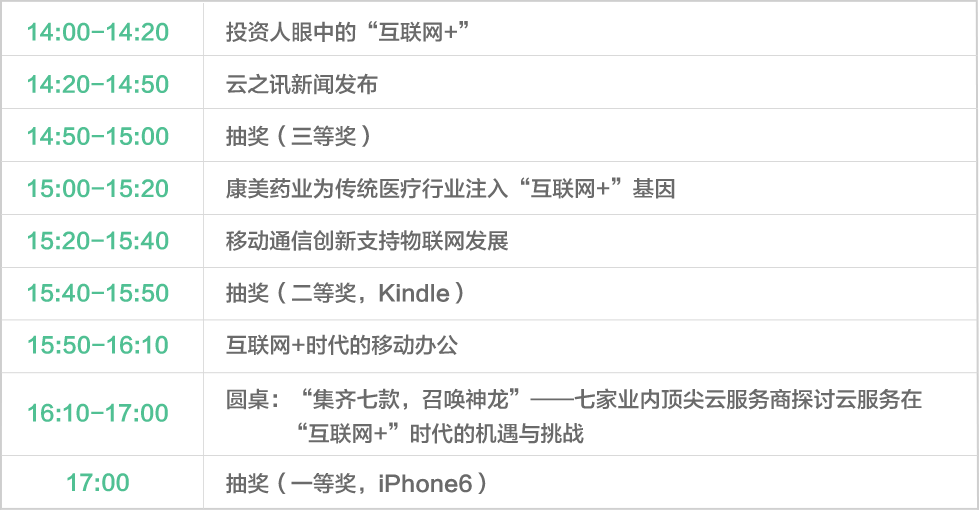 14:00-14:20 投资人眼中的“互联网+”
14:20-14:50 云之讯新闻发布
14:50-15:00 抽奖（三等奖）
15:00-15:20 康美药业为传统医疗行业注入“互联网+”基因
15:20-15:40 移动通信创新支持物联网发展
15:40-15:50 抽奖（二等奖，Kindle）
15:50-16:10 互联网+时代的移动办公
16:10-17:00 圆桌：“集齐七款，召唤神龙”——七家业内顶尖云服务商探讨云服务在
“互联网+”时代的机遇与挑战
17:00 抽奖（一等奖，iPhone6）